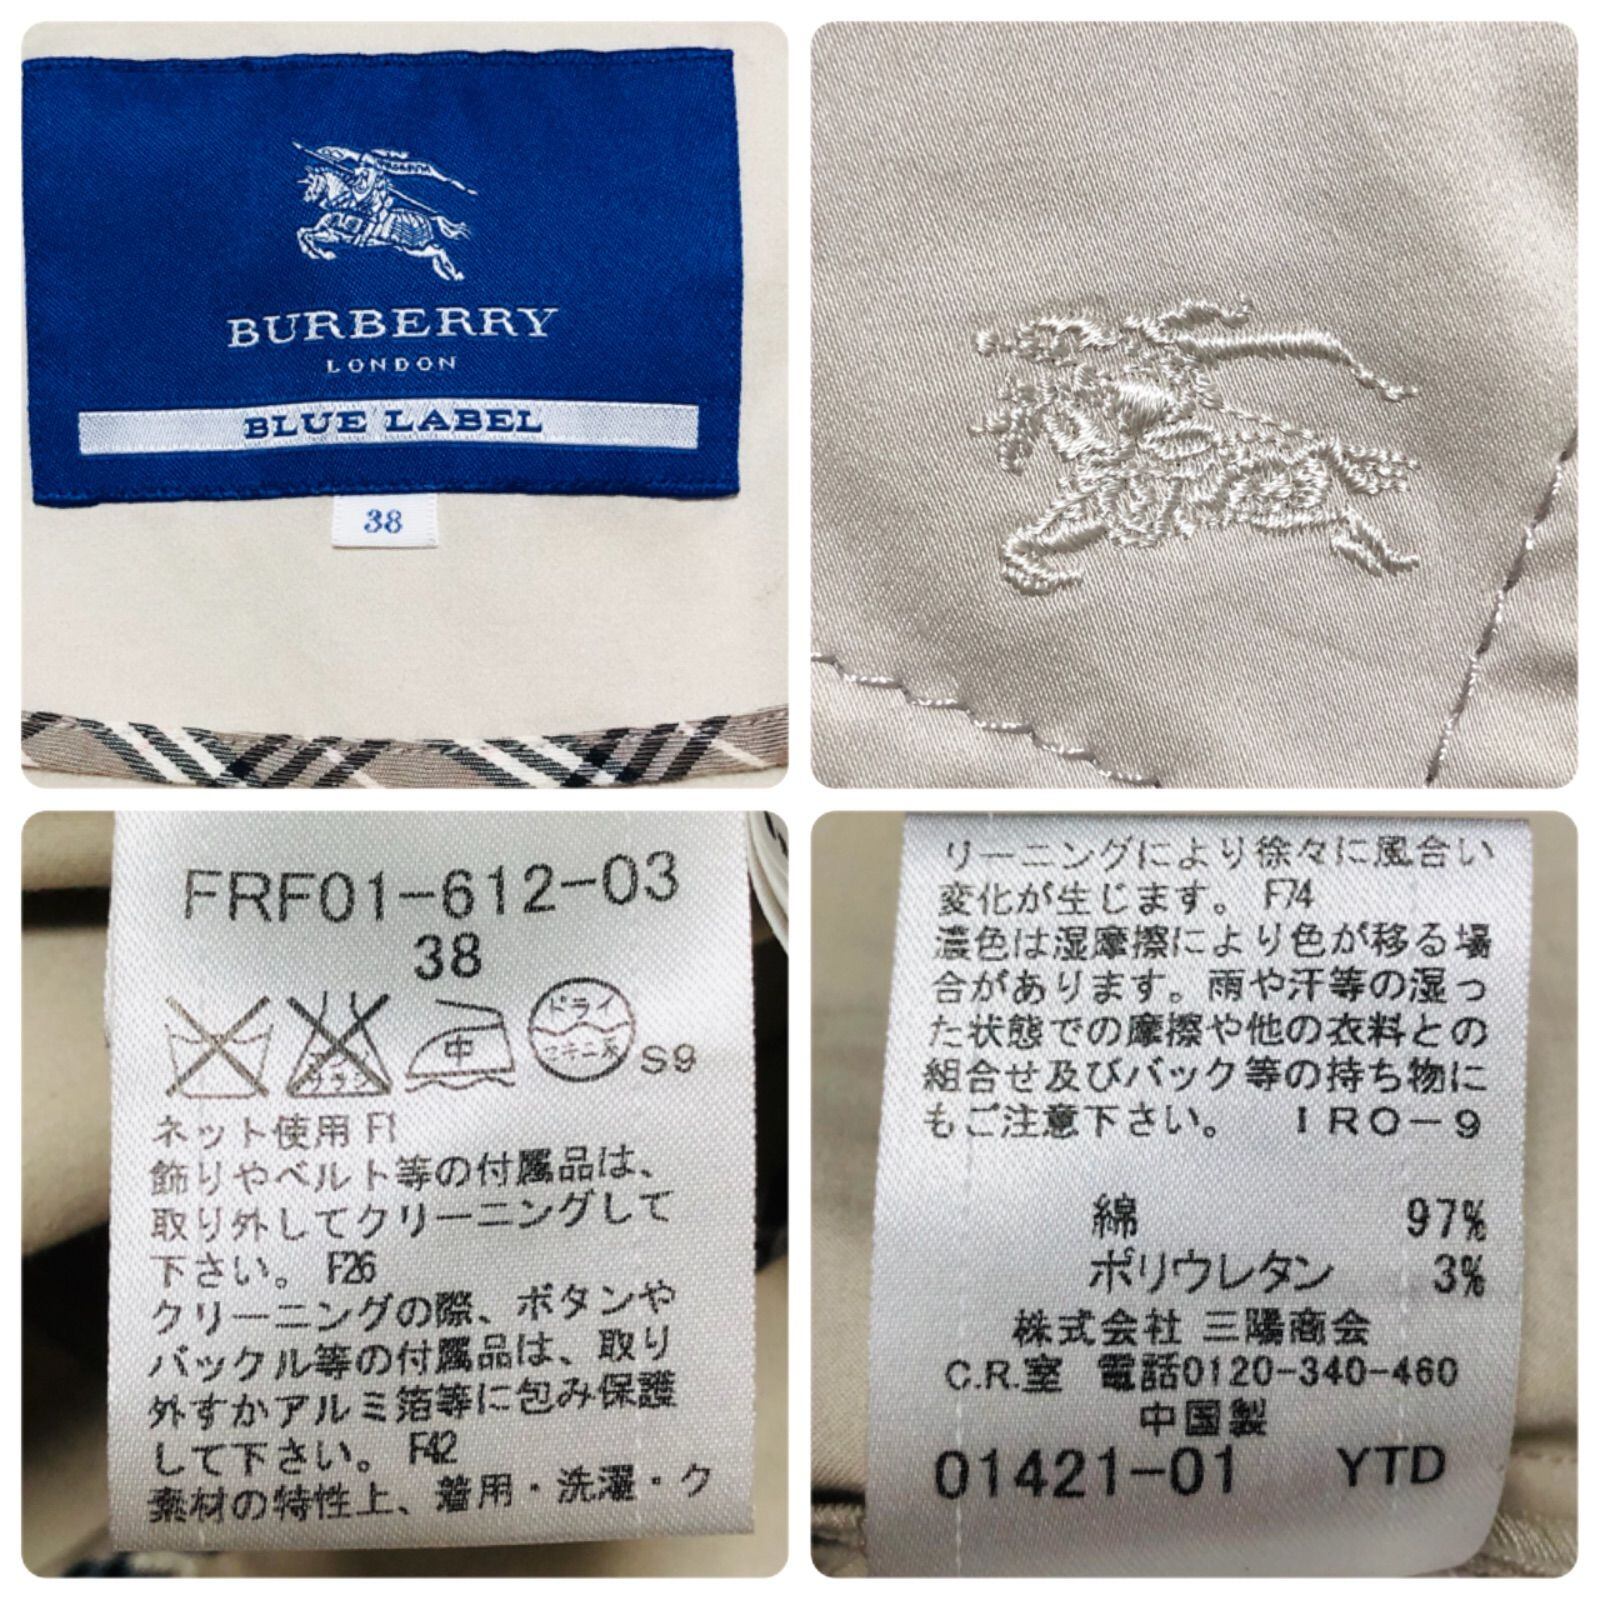 BURBERRY
LONDON
BLUE LABEL
38
FRF01-612-03
38
中
ドライ
S9
ネット使用 F1
飾りやベルト等の付属品は、
取り外してクリーニングして
下さい。 F26
クリーニングの際、ボタンや
バックル等の付属品は、取り
外すかアルミ箔等に包み保護
して下さい。 F42
素材の特性上、着用・洗濯・ク
リーニングにより徐々に風合い
変化が生じます。 F74
濃色は湿摩擦により色が移る場
合があります。雨や汗等の湿っ
た状態での摩擦や他の衣料との
組合せ及びバック等の持ち物に
もご注意下さい。 IRO-9
綿 97%
ポリウレタン 3%
株式会社 三陽商会
C.R.室 電話0120-340-460
中国製
01421-01 YTD